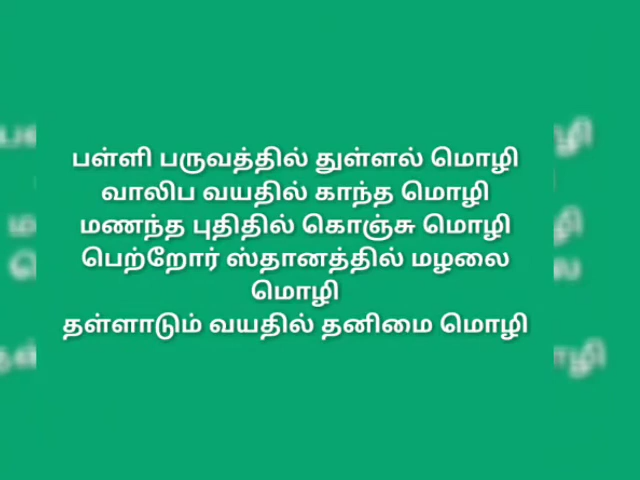 பள்ளி பருவத்தில் துள்ளல் மொழி
வாலிப வயதில் காந்த மொழி
மணந்த புதிதில் கொஞ்சு மொழி
பெற்றோர் ஸ்தானத்தில் மழலை
மொழி
தள்ளாடும் வயதில் தனிமை மொழி